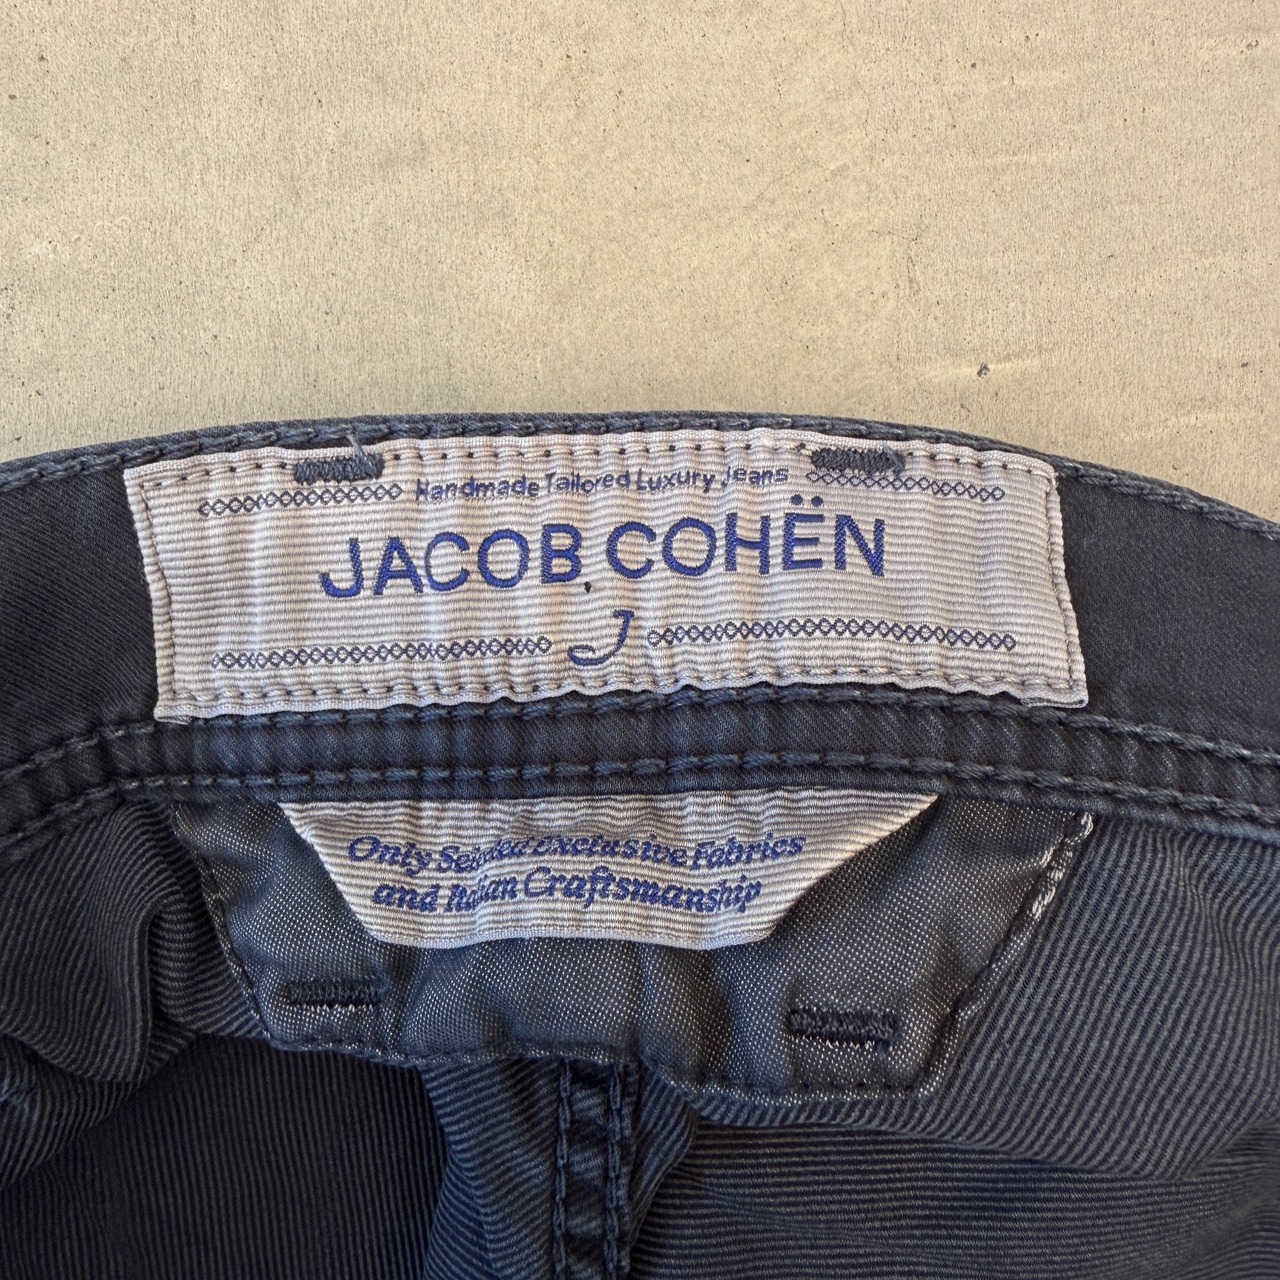 Handmade Tailored Luxury Jeans
JACOB COHËN
J
Only Selected Exclusive Fabrics
and Italian Craftsmanship